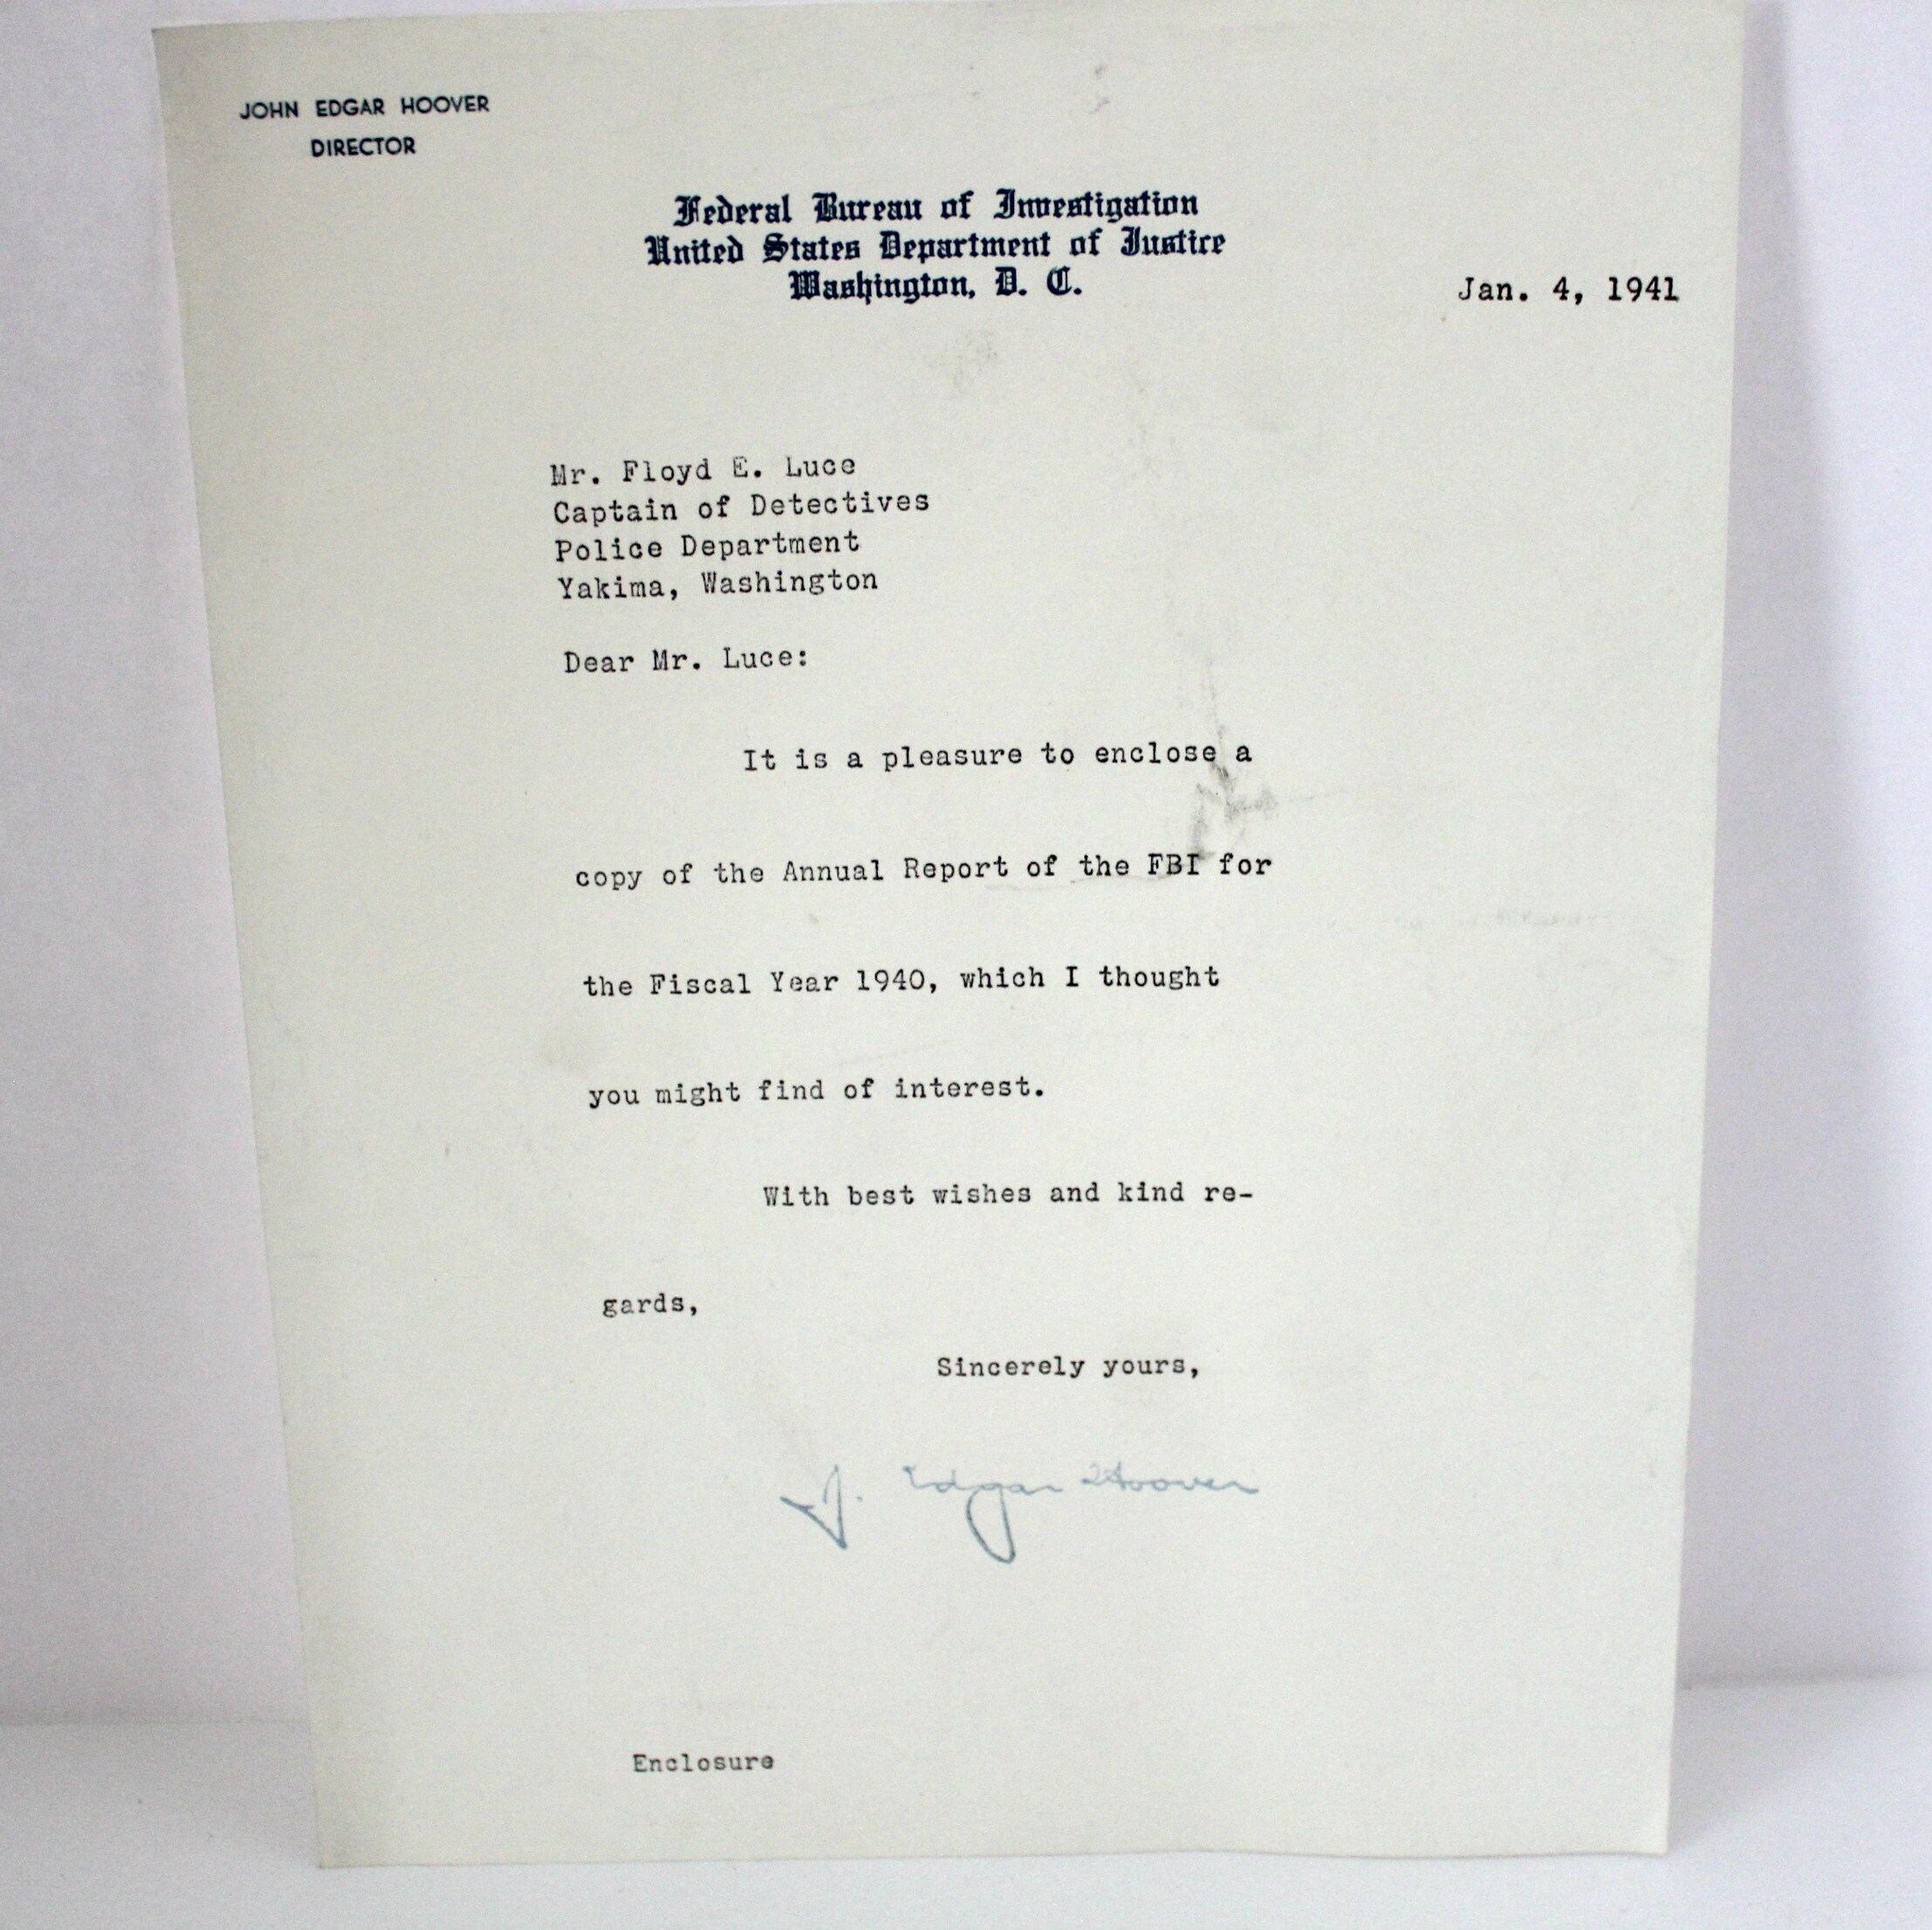 JOHN EDGAR HOOVER
DIRECTOR
Federal Bureau of Investigation
United States Department of Justice
Washington, D. C.
Jan. 4, 1941
Mr. Floyd E. Luce
Captain of Detectives
Police Department
Yakima, Washington
Dear Mr. Luce:
It is a pleasure to enclose a
copy of the Annual Report of the FBI for
the Fiscal Year 1940, which I thought
you might find of interest.
With best wishes and kind re-
gards,
Sincerely yours,
J. Edgar Hoover
Enclosure